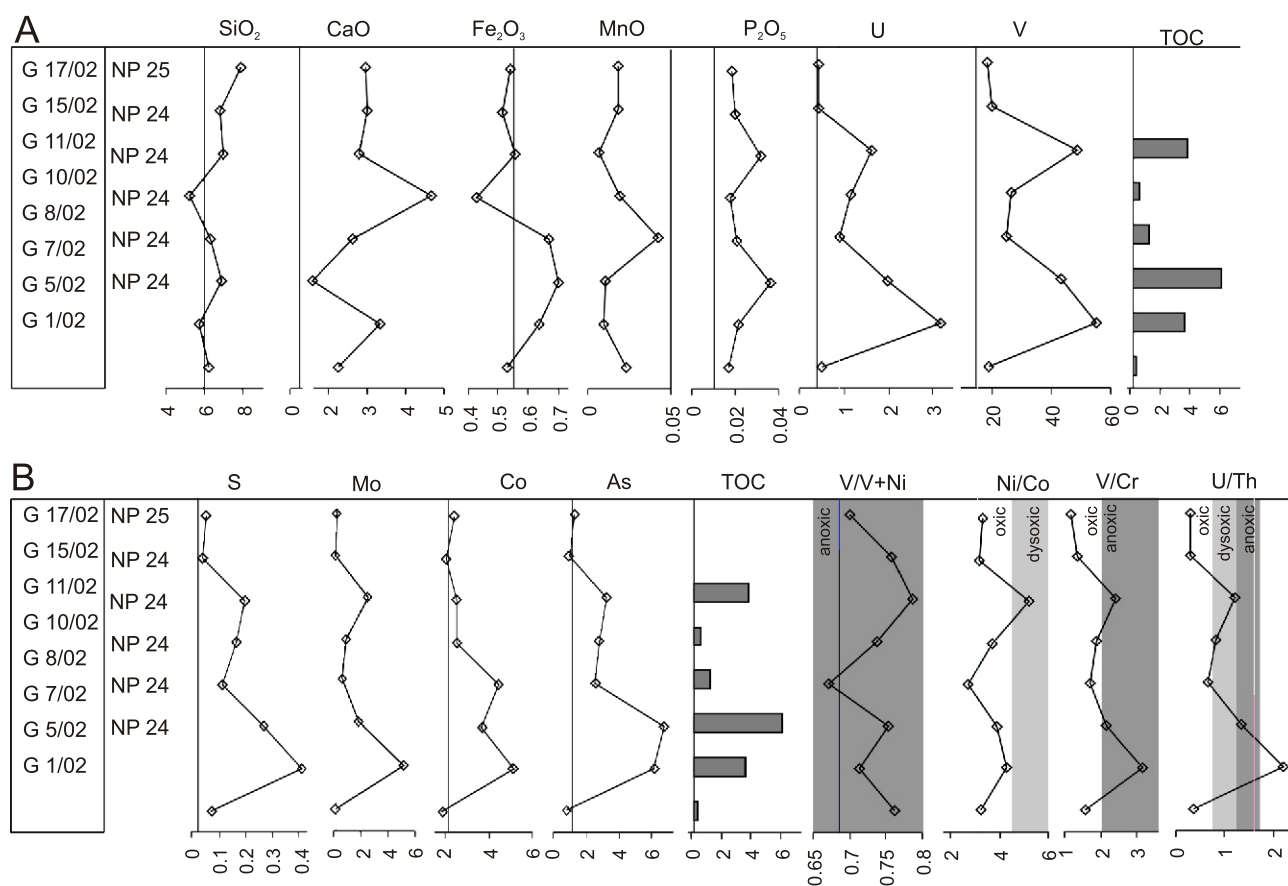 A
SiO2 CaO Fe2O3 MnO P2O5 U V TOC
G 17/02 NP 25
G 15/02 NP 24
G 11/02 NP 24
G 10/02 NP 24
G 8/02 NP 24
G 7/02 NP 24
G 5/02
G 1/02
4 6 8 0 2 3 4 5 0.4 0.5 0.6 0.7 0 0.05 0 0.02 0.04 0 1 2 3 20 40 60 0 2 4 6
B
S Mo Co As TOC V/V+Ni Ni/Co V/Cr U/Th
G 17/02 NP 25
G 15/02 NP 24
G 11/02 NP 24
G 10/02 NP 24
G 8/02 NP 24
G 7/02 NP 24
G 5/02
G 1/02
anoxic oxic dysoxic oxic anoxic oxic dysoxic anoxic
0 0.1 0.2 0.3 0.4 0 2 4 6 2 4 6 0 2 4 6 0 2 4 6 0.65 0.7 0.75 0.8 2 4 6 1 2 3 0 1 2